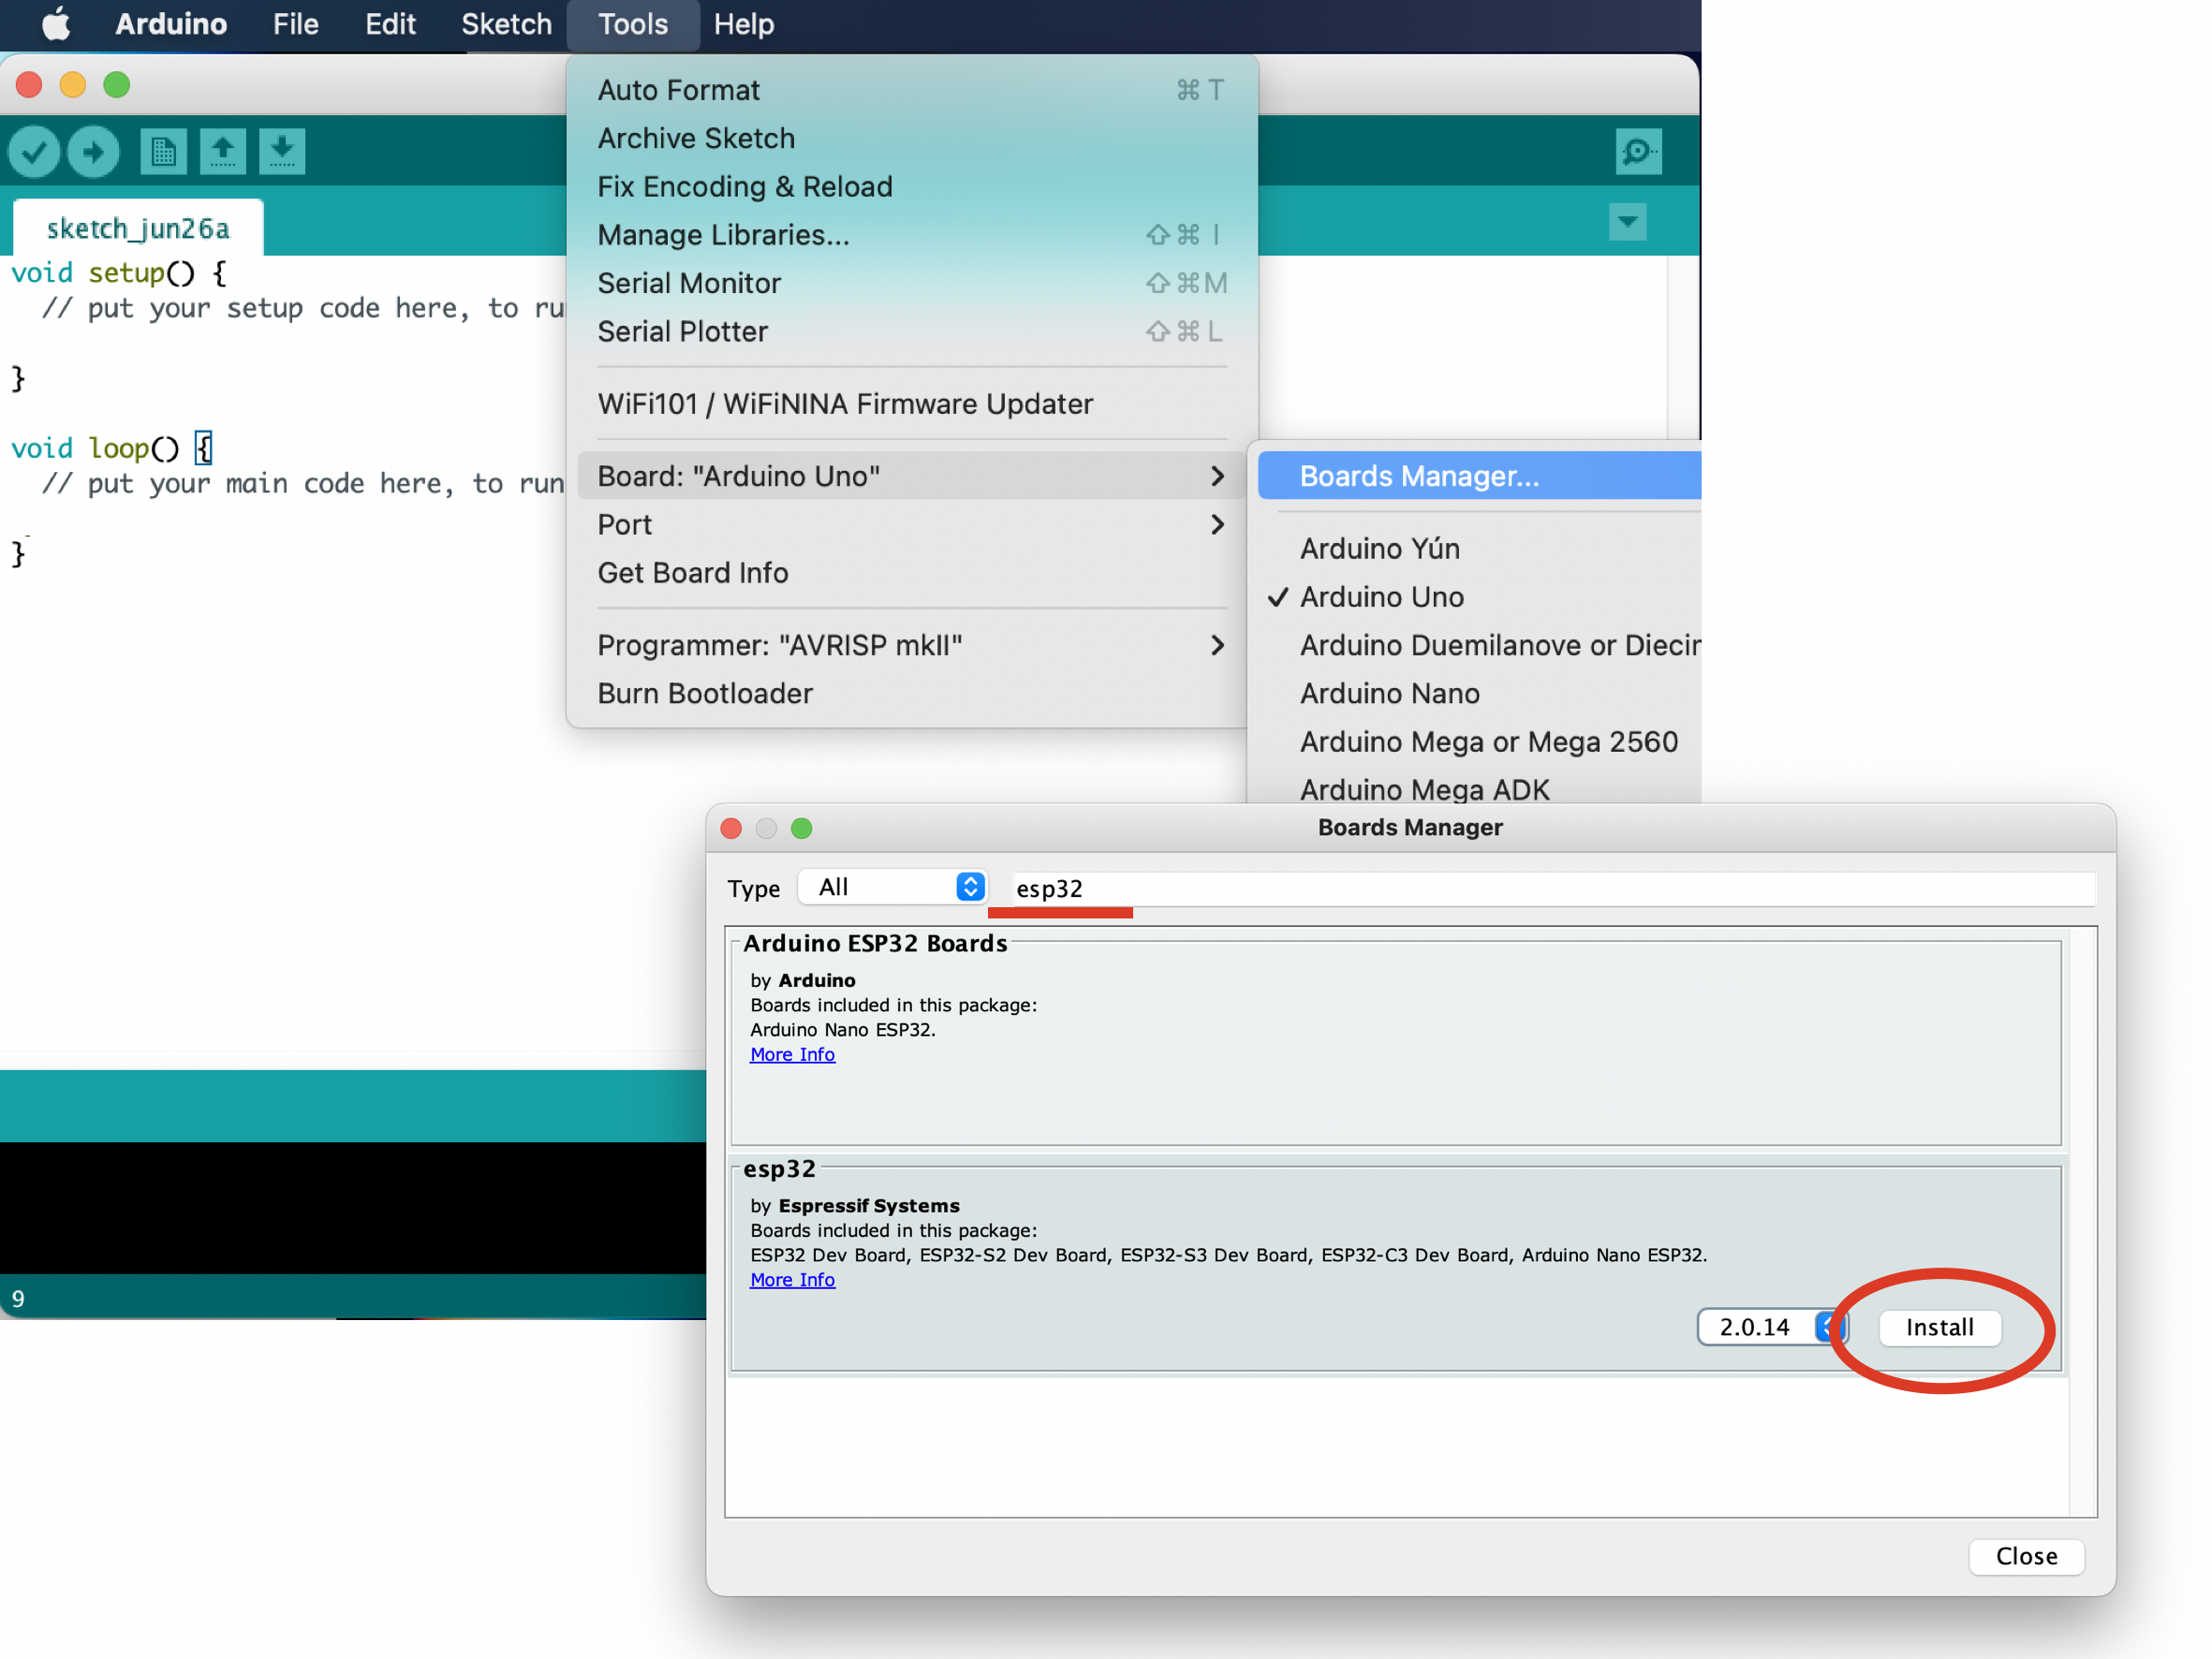 Arduino File Edit Sketch Tools Help
sketch_jun26a
void setup() {
// put your setup code here, to ru
}
void loop() {
// put your main code here, to run
}
9
Auto Format ⌘ T
Archive Sketch
Fix Encoding & Reload
Manage Libraries... ⇧ ⌘ I
Serial Monitor ⇧ ⌘ M
Serial Plotter ⇧ ⌘ L
WiFi101 / WiFiNINA Firmware Updater
Board: "Arduino Uno"
Port
Get Board Info
Programmer: "AVRISP mkII"
Burn Bootloader
Boards Manager...
Arduino Yún
✓ Arduino Uno
Arduino Duemilanove or Diecim
Arduino Nano
Arduino Mega or Mega 2560
Arduino Mega ADK
Boards Manager
Type All esp32
Arduino ESP32 Boards
by Arduino
Boards included in this package:
Arduino Nano ESP32.
More Info
esp32
by Espressif Systems
Boards included in this package:
ESP32 Dev Board, ESP32-S2 Dev Board, ESP32-S3 Dev Board, ESP32-C3 Dev Board, Arduino Nano ESP32.
More Info
2.0.14 Install
Close